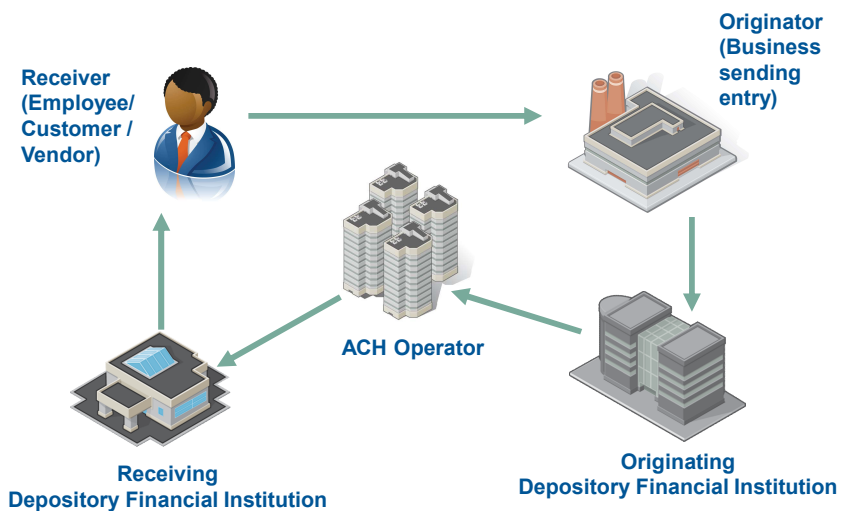 Receiver
(Employee/
Customer /
Vendor)
Originator
(Business
sending
entry)
ACH Operator
Receiving
Depository Financial Institution
Originating
Depository Financial Institution